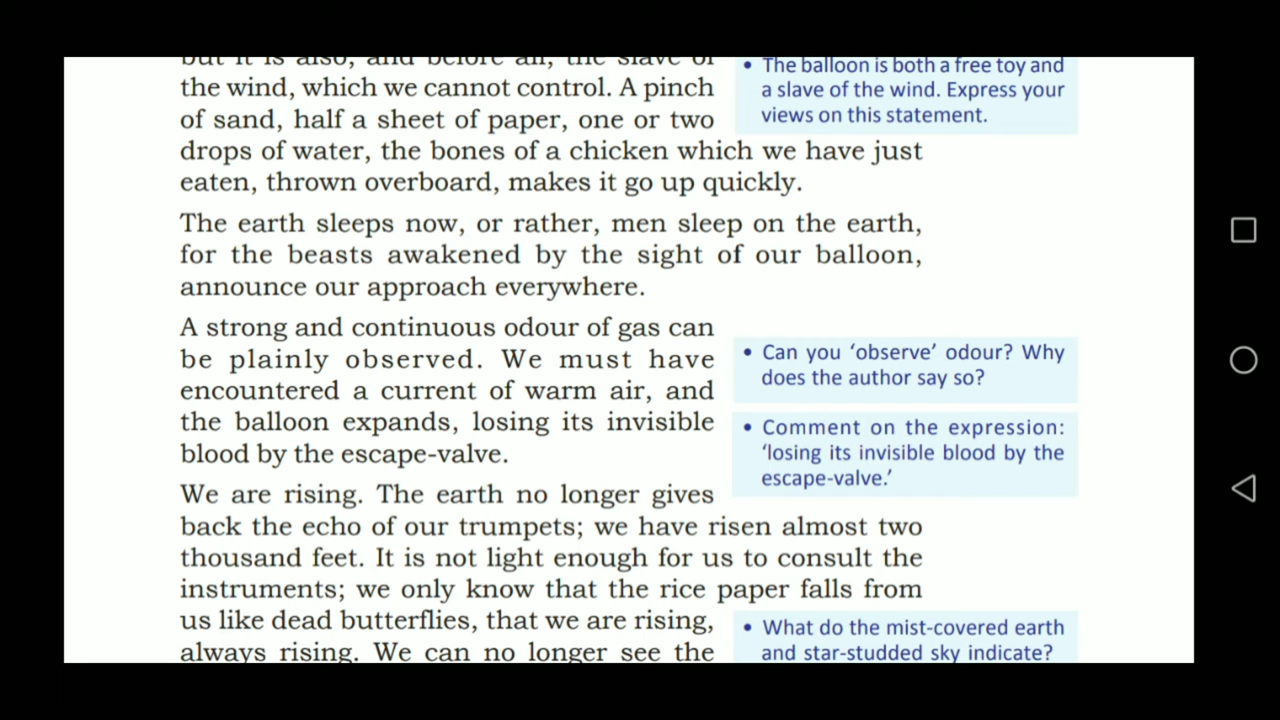 but it is also, and before all, the slave of
the wind, which we cannot control. A pinch
of sand, half a sheet of paper, one or two
drops of water, the bones of a chicken which we have just
eaten, thrown overboard, makes it go up quickly.
• The balloon is both a free toy and
a slave of the wind. Express your
views on this statement.
The earth sleeps now, or rather, men sleep on the earth,
for the beasts awakened by the sight of our balloon,
announce our approach everywhere.
A strong and continuous odour of gas can
be plainly observed. We must have
encountered a current of warm air, and
the balloon expands, losing its invisible
blood by the escape-valve.
• Can you ‘observe’ odour? Why
does the author say so?
• Comment on the expression:
‘losing its invisible blood by the
escape-valve.’
We are rising. The earth no longer gives
back the echo of our trumpets; we have risen almost two
thousand feet. It is not light enough for us to consult the
instruments; we only know that the rice paper falls from
us like dead butterflies, that we are rising,
always rising. We can no longer see the
• What do the mist-covered earth
and star-studded sky indicate?